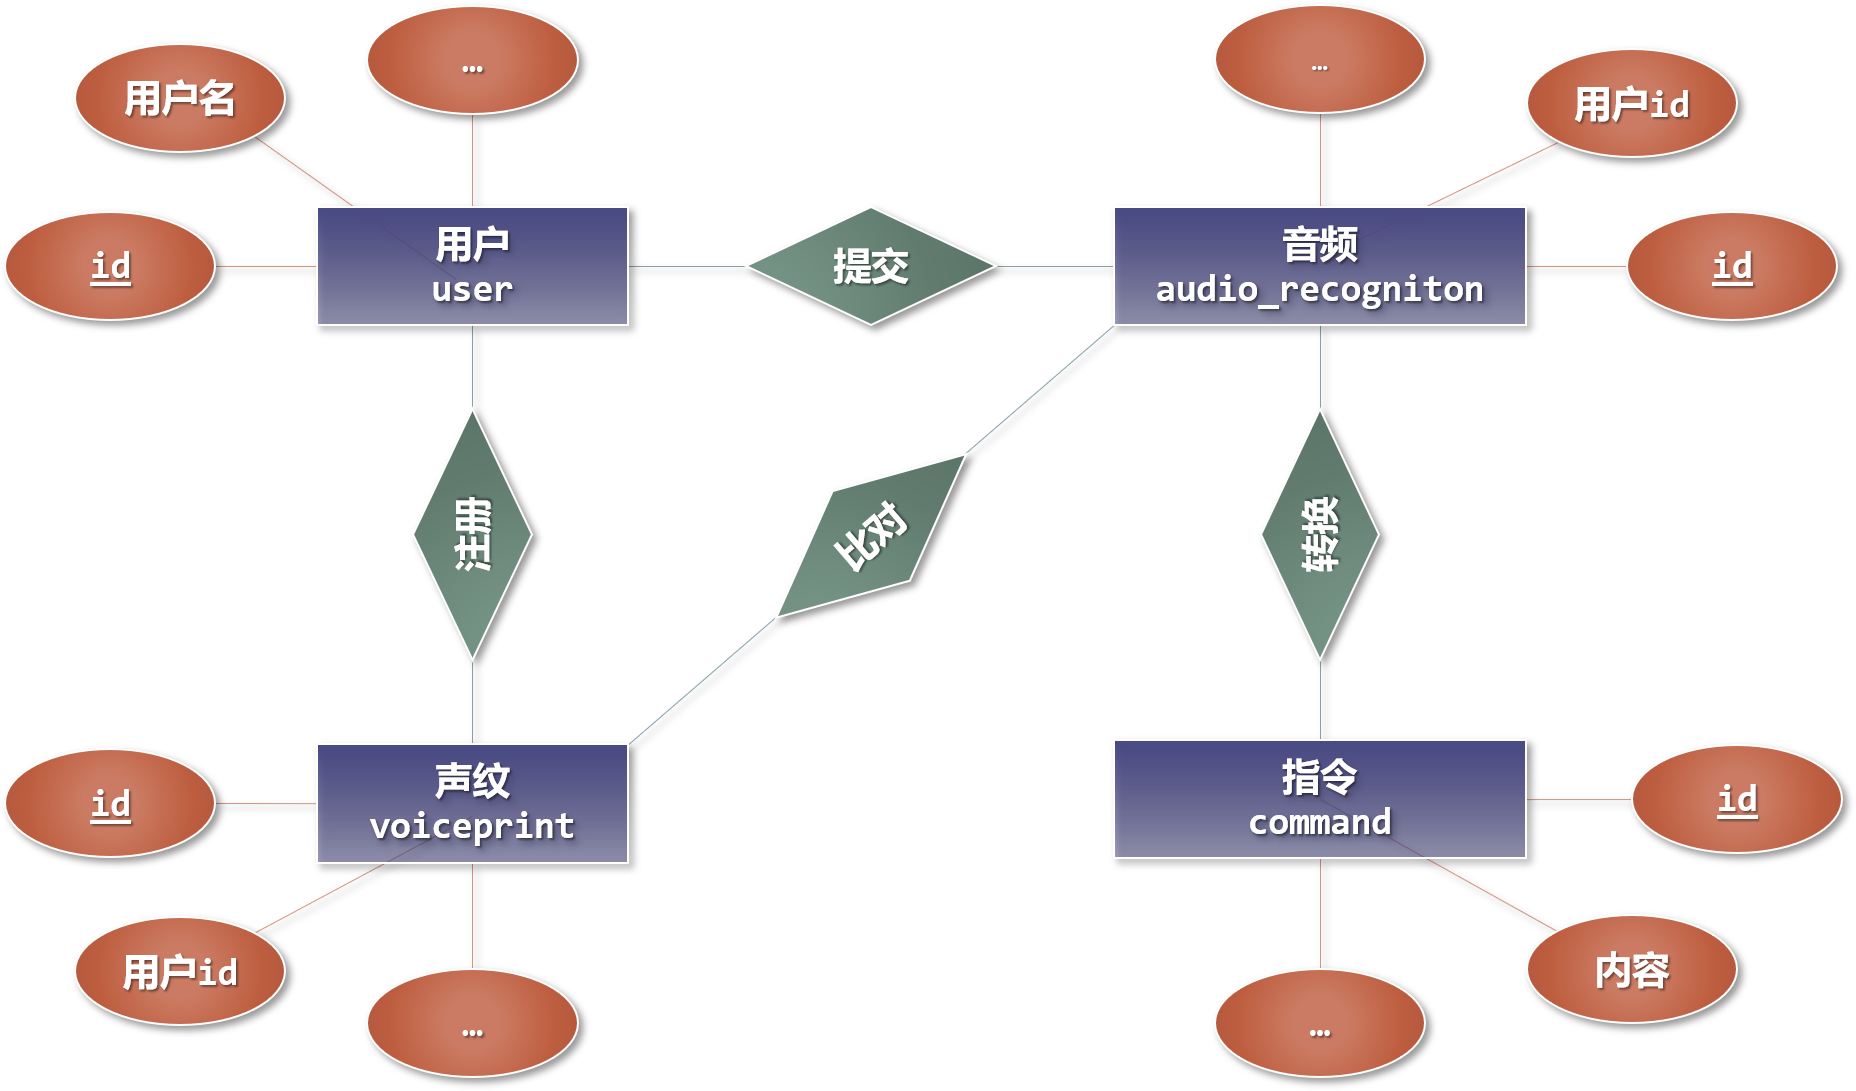 …
…
用户名
用户id
id
用户
user
提交
音频
audio_recogniton
id
注册
比对
转换
声纹
voiceprint
id
指令
command
id
用户id
…
…
内容